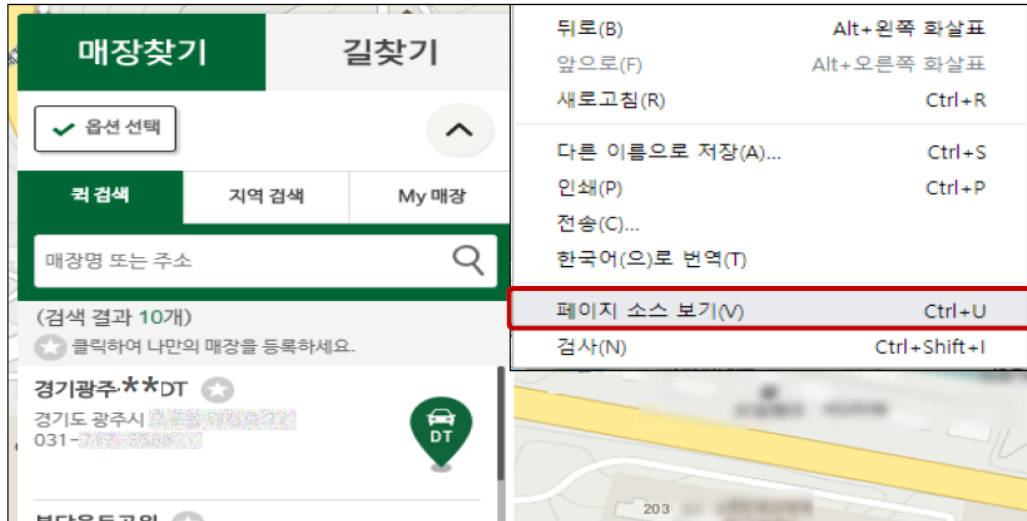 매장찾기
길찾기
옵션 선택
퀵 검색
지역 검색
My 매장
매장명 또는 주소
(검색 결과 10개)
클릭하여 나만의 매장을 등록하세요.
경기광주**DT
경기도 광주시
031-
DT
뒤로(B) Alt+왼쪽 화살표
앞으로(F) Alt+오른쪽 화살표
새로고침(R) Ctrl+R
다른 이름으로 저장(A)... Ctrl+S
인쇄(P) Ctrl+P
전송(C)...
한국어(으)로 번역(T)
페이지 소스 보기(V) Ctrl+U
검사(N) Ctrl+Shift+I
203